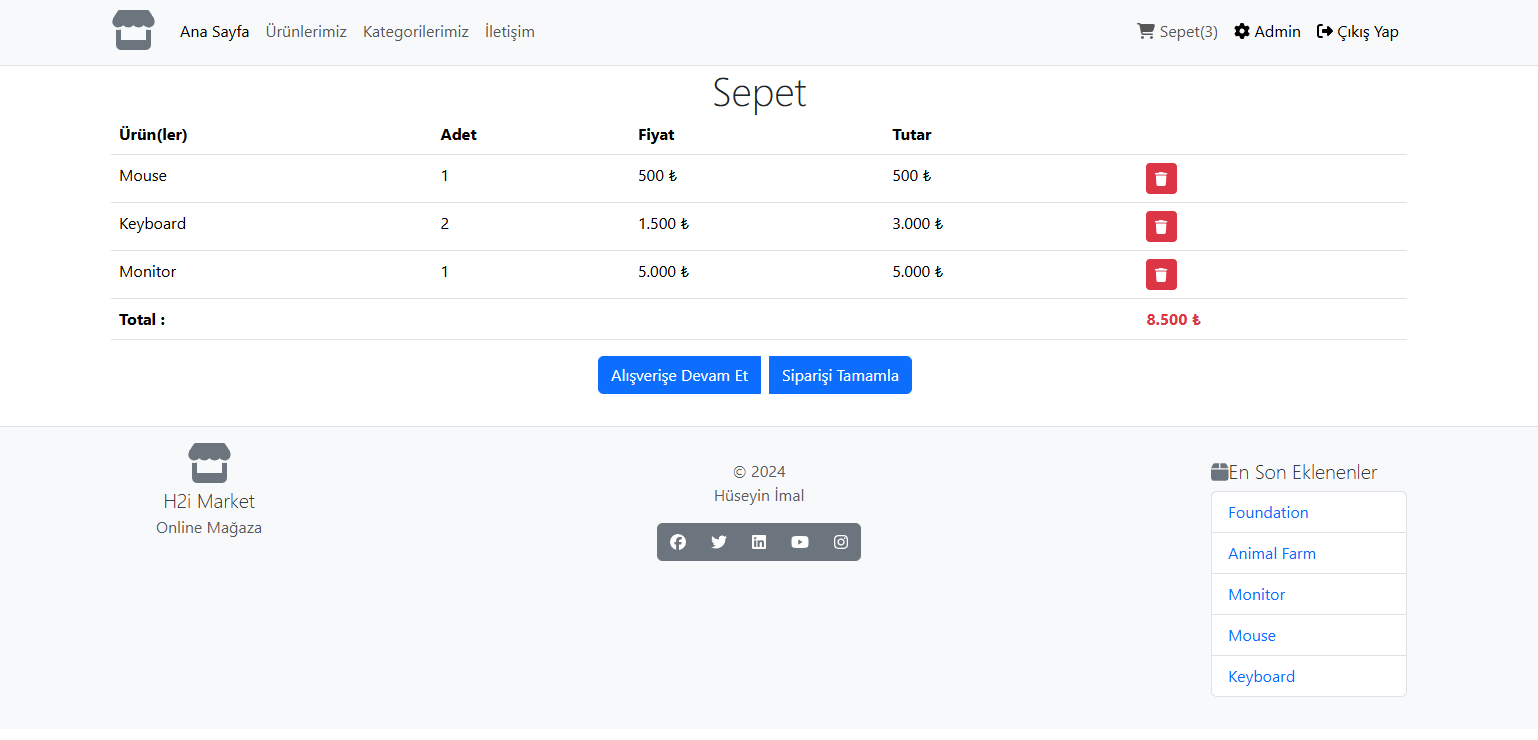 Ana Sayfa Ürünlerimiz Kategorilerimiz İletişim Sepet(3) Admin Çıkış Yap
Sepet
Ürün(ler) Adet Fiyat Tutar
Mouse 1 500 ₺ 500 ₺
Keyboard 2 1.500 ₺ 3.000 ₺
Monitor 1 5.000 ₺ 5.000 ₺
Total : 8.500 ₺
Alışverişe Devam Et Siparişi Tamamla
H2i Market
Online Mağaza
© 2024
Hüseyin İmal
En Son Eklenenler
Foundation
Animal Farm
Monitor
Mouse
Keyboard